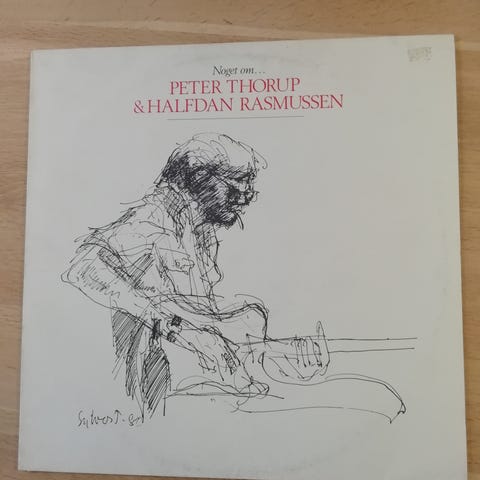 Noget om...
PETER THORUP
& HALFDAN RASMUSSEN